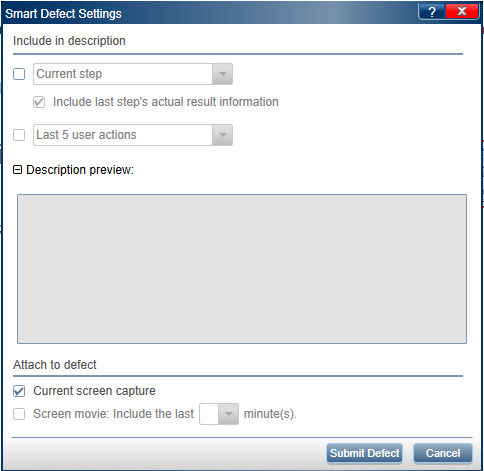 Smart Defect Settings
?
Include in description
Current step
Include last step's actual result information
Last 5 user actions
Description preview:
Attach to defect
Current screen capture
Screen movie: Include the last minute(s).
Submit Defect Cancel